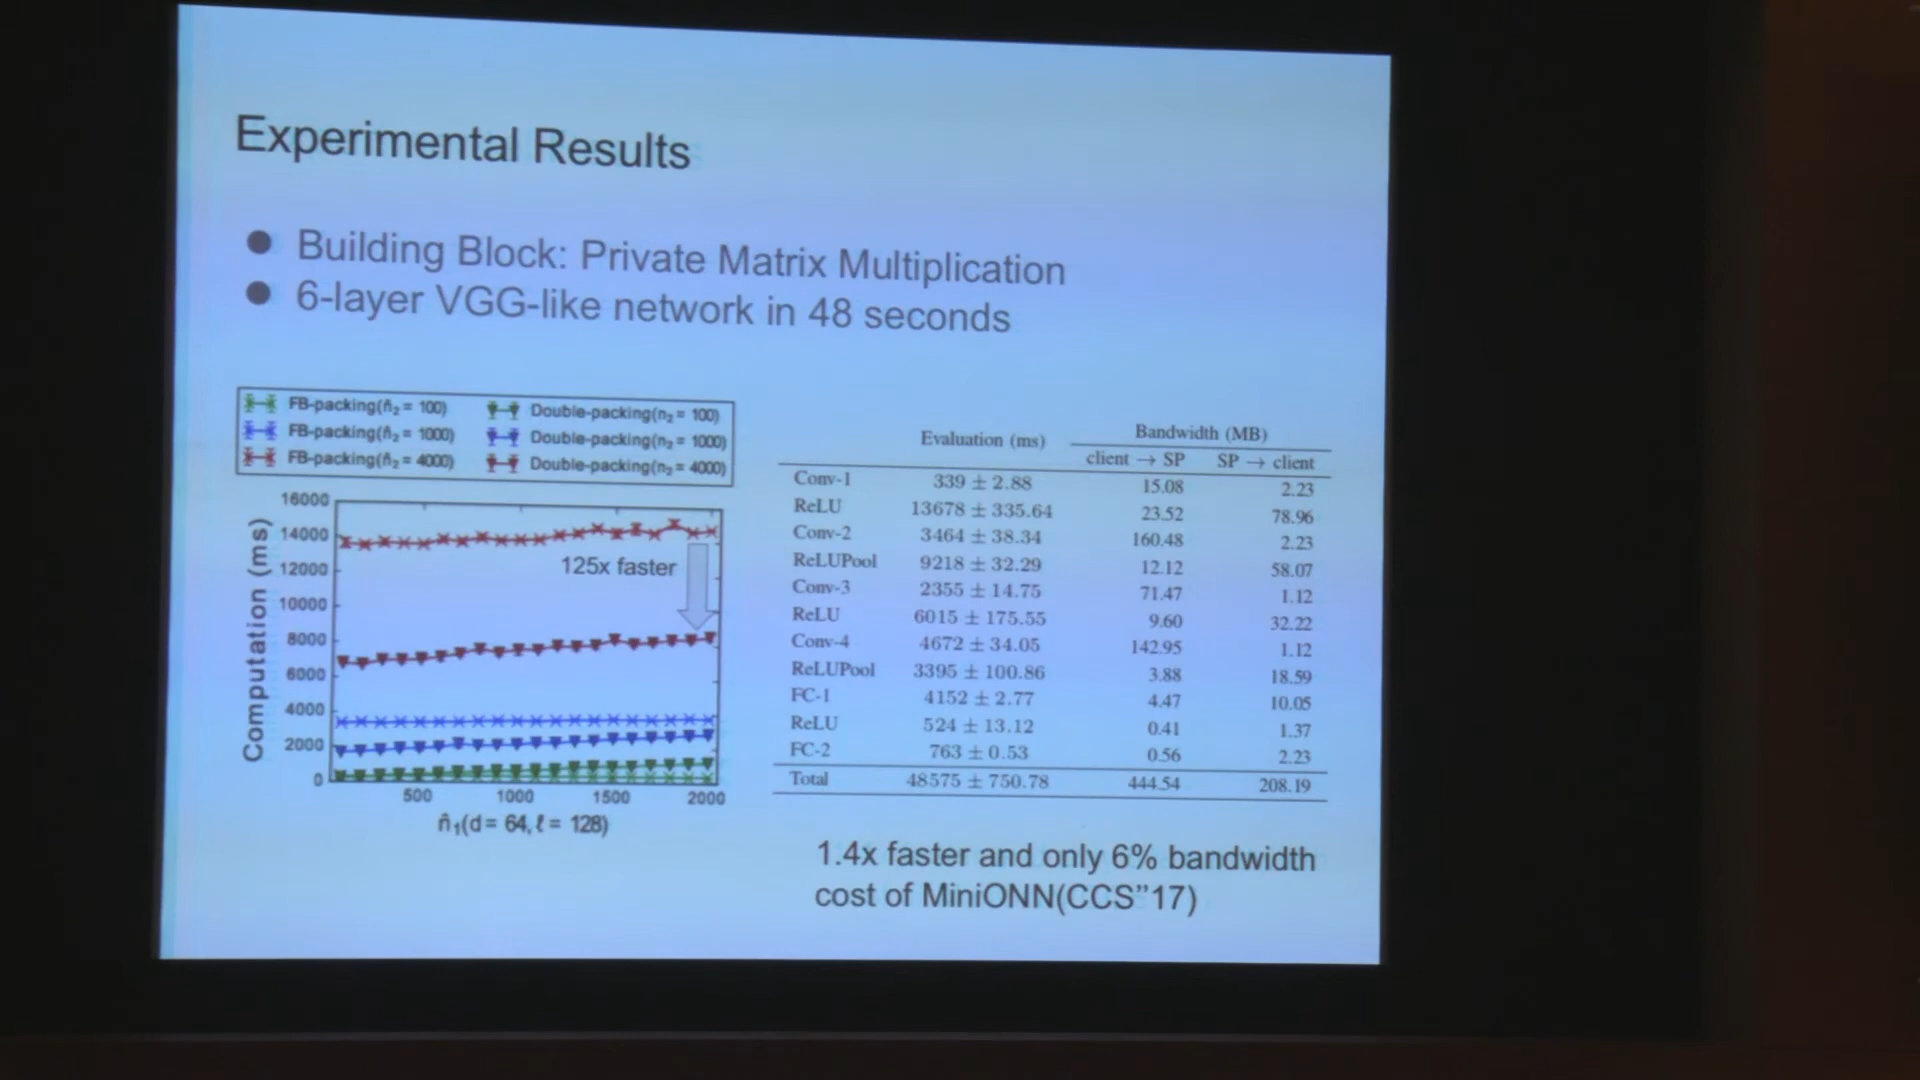 Experimental Results
● Building Block: Private Matrix Multiplication
● 6-layer VGG-like network in 48 seconds
FB-packing(n̂₂ = 100) Double-packing(n₂ = 100)
FB-packing(n̂₂ = 1000) Double-packing(n₂ = 1000)
FB-packing(n̂₂ = 4000) Double-packing(n₂ = 4000)
16000
14000
12000
10000
8000
6000
4000
2000
0
Computation (ms)
125x faster
500 1000 1500 2000
n̂₁(d= 64, ℓ = 128)
Evaluation (ms) Bandwidth (MB)
client → SP SP → client
Conv-1 339 ± 2.88 15.08 2.23
ReLU 13678 ± 335.64 23.52 78.96
Conv-2 3464 ± 38.34 160.48 2.23
ReLUPool 9218 ± 32.29 12.12 58.07
Conv-3 2355 ± 14.75 71.47 1.12
ReLU 6015 ± 175.55 9.60 32.22
Conv-4 4672 ± 34.05 142.95 1.12
ReLUPool 3395 ± 100.86 3.88 18.59
FC-1 4152 ± 2.77 4.47 10.05
ReLU 524 ± 13.12 0.41 1.37
FC-2 763 ± 0.53 0.56 2.23
Total 48575 ± 750.78 444.54 208.19
1.4x faster and only 6% bandwidth
cost of MiniONN(CCS”17)